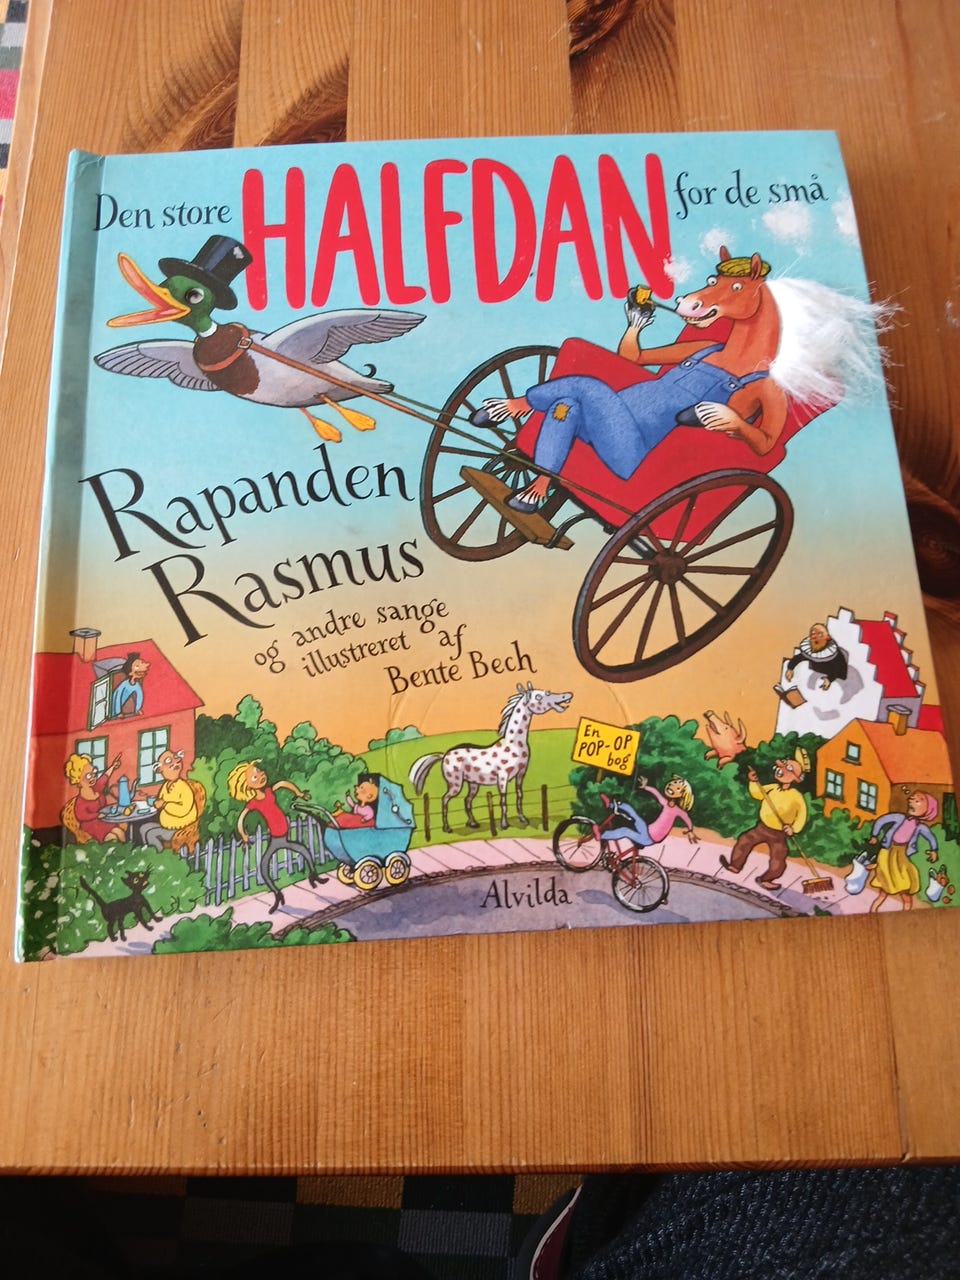 Den store HALFDAN for de små
Rapanden
Rasmus
og andre sange
illustreret af
Bente Bech
En
POP-OP
bog
Alvilda